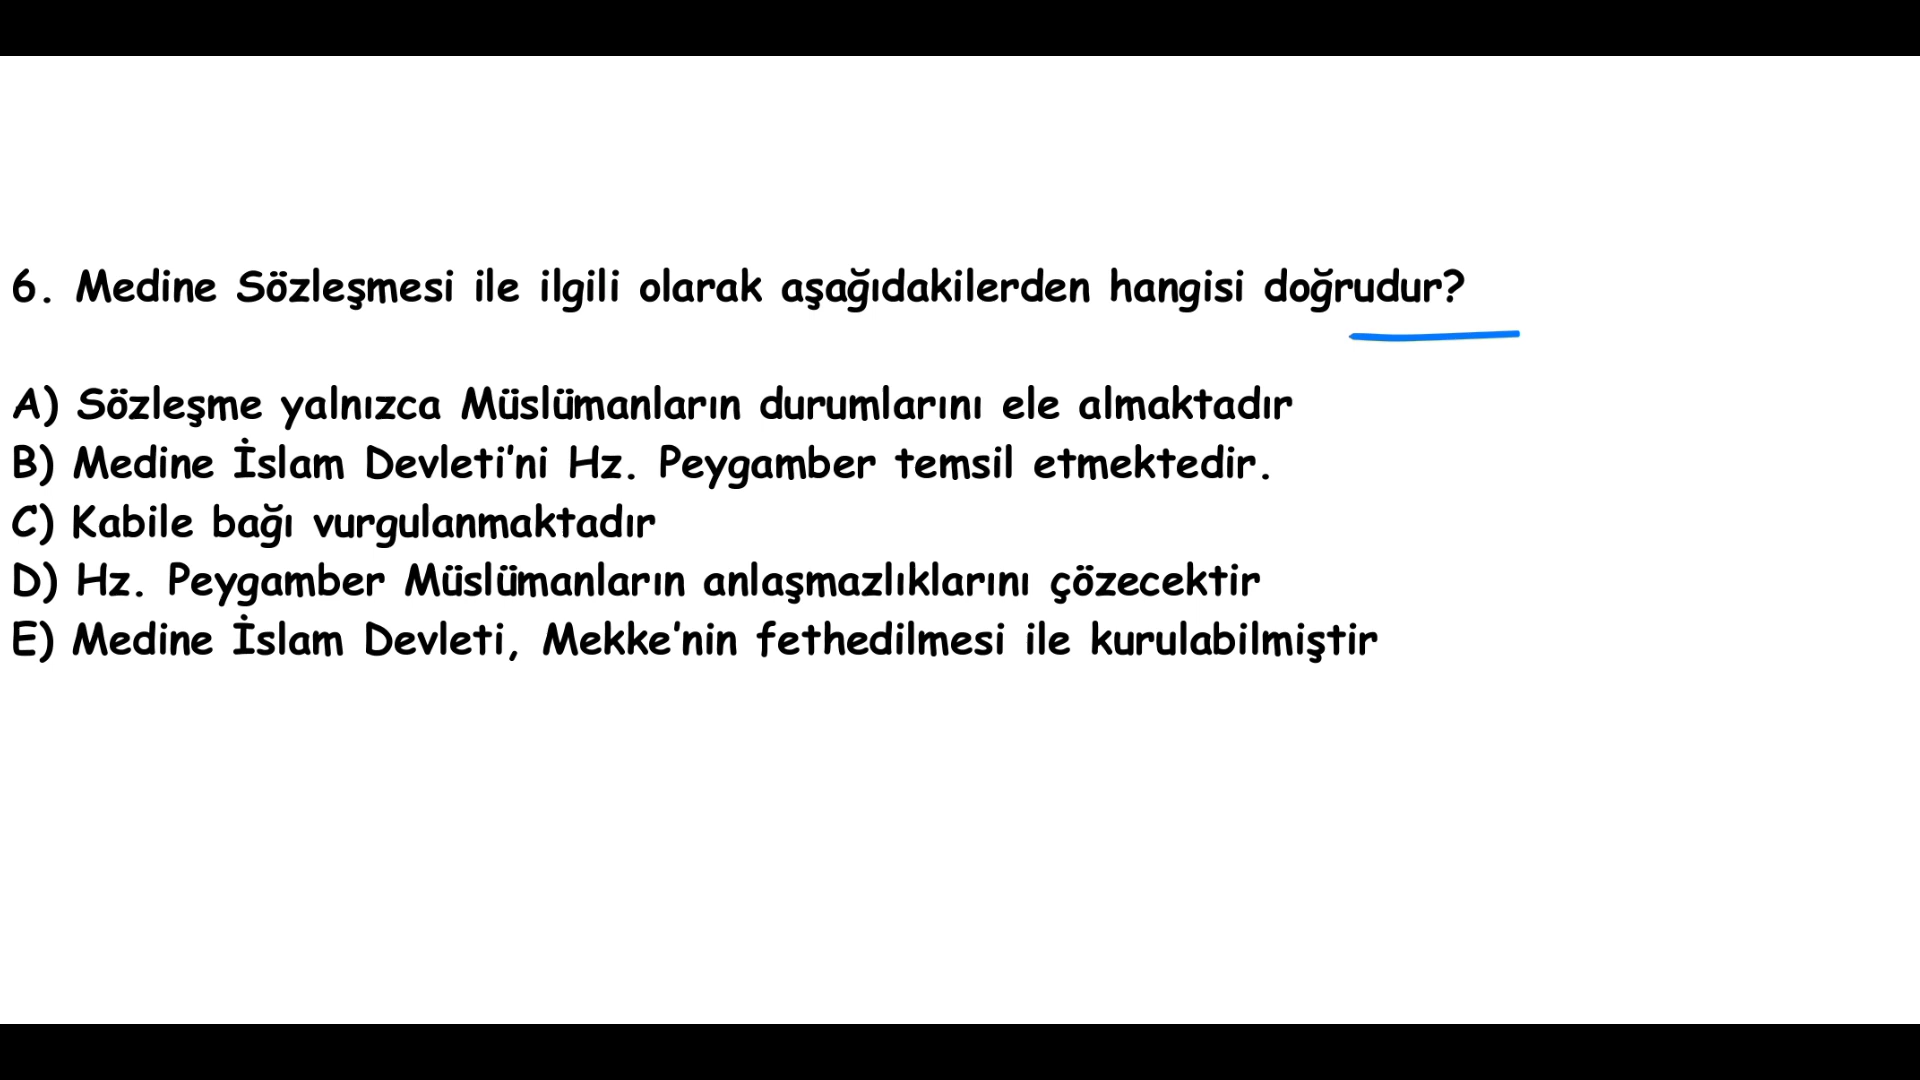 6. Medine Sözleşmesi ile ilgili olarak aşağıdakilerden hangisi doğrudur?
A) Sözleşme yalnızca Müslümanların durumlarını ele almaktadır
B) Medine İslam Devleti'ni Hz. Peygamber temsil etmektedir.
C) Kabile bağı vurgulanmaktadır
D) Hz. Peygamber Müslümanların anlaşmazlıklarını çözecektir
E) Medine İslam Devleti, Mekke'nin fethedilmesi ile kurulabilmiştir